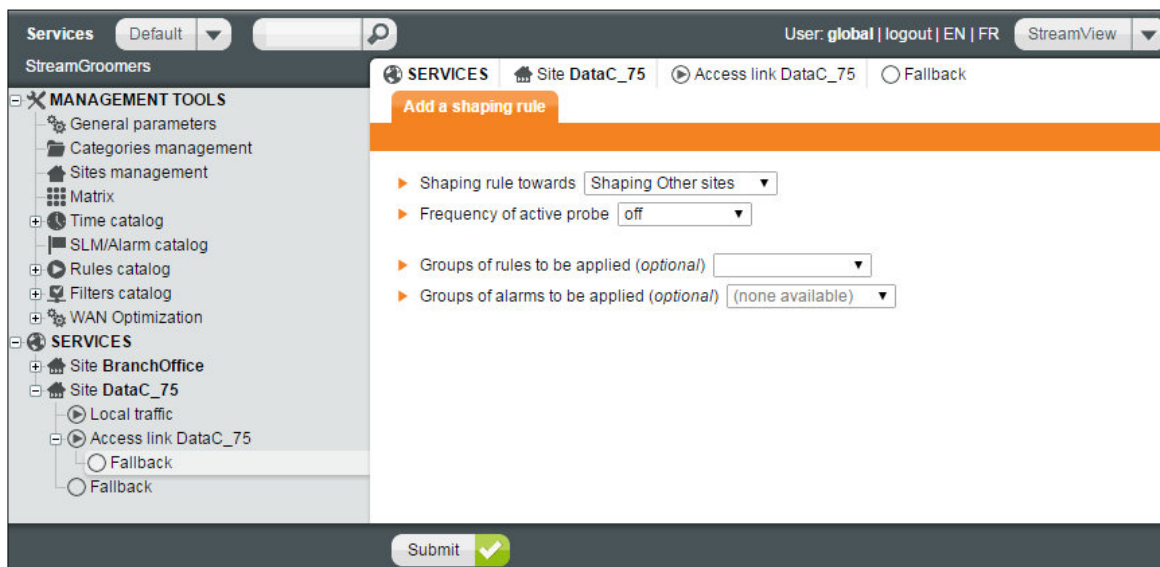 Services Default User: global | logout | EN | FR StreamView
StreamGroomers
SERVICES Site DataC_75 Access link DataC_75 Fallback
Add a shaping rule
MANAGEMENT TOOLS
General parameters
Categories management
Sites management
Matrix
Time catalog
SLM/Alarm catalog
Rules catalog
Filters catalog
WAN Optimization
SERVICES
Site BranchOffice
Site DataC_75
Local traffic
Access link DataC_75
Fallback
Fallback
Shaping rule towards Shaping Other sites
Frequency of active probe off
Groups of rules to be applied (optional)
Groups of alarms to be applied (optional) (none available)
Submit